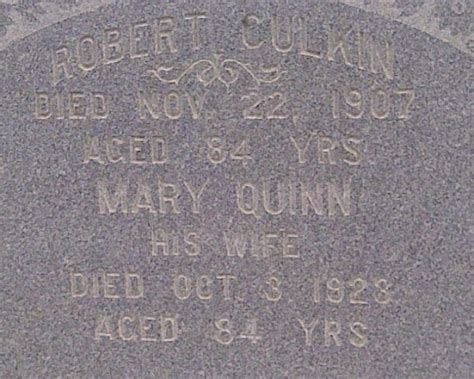 ROBERT CULKIN
DIED NOV. 22, 1907
AGED 84 YRS
MARY QUINN
HIS WIFE
DIED OCT. 3, 1923
AGED 84 YRS